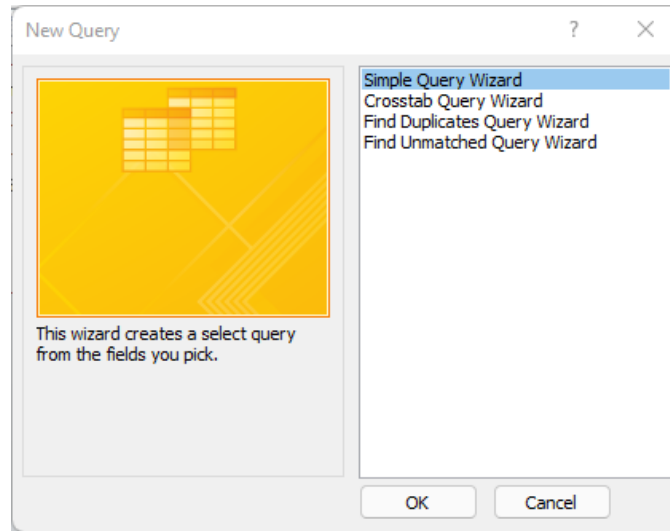 New Query
?
Simple Query Wizard
Crosstab Query Wizard
Find Duplicates Query Wizard
Find Unmatched Query Wizard
This wizard creates a select query
from the fields you pick.
OK
Cancel